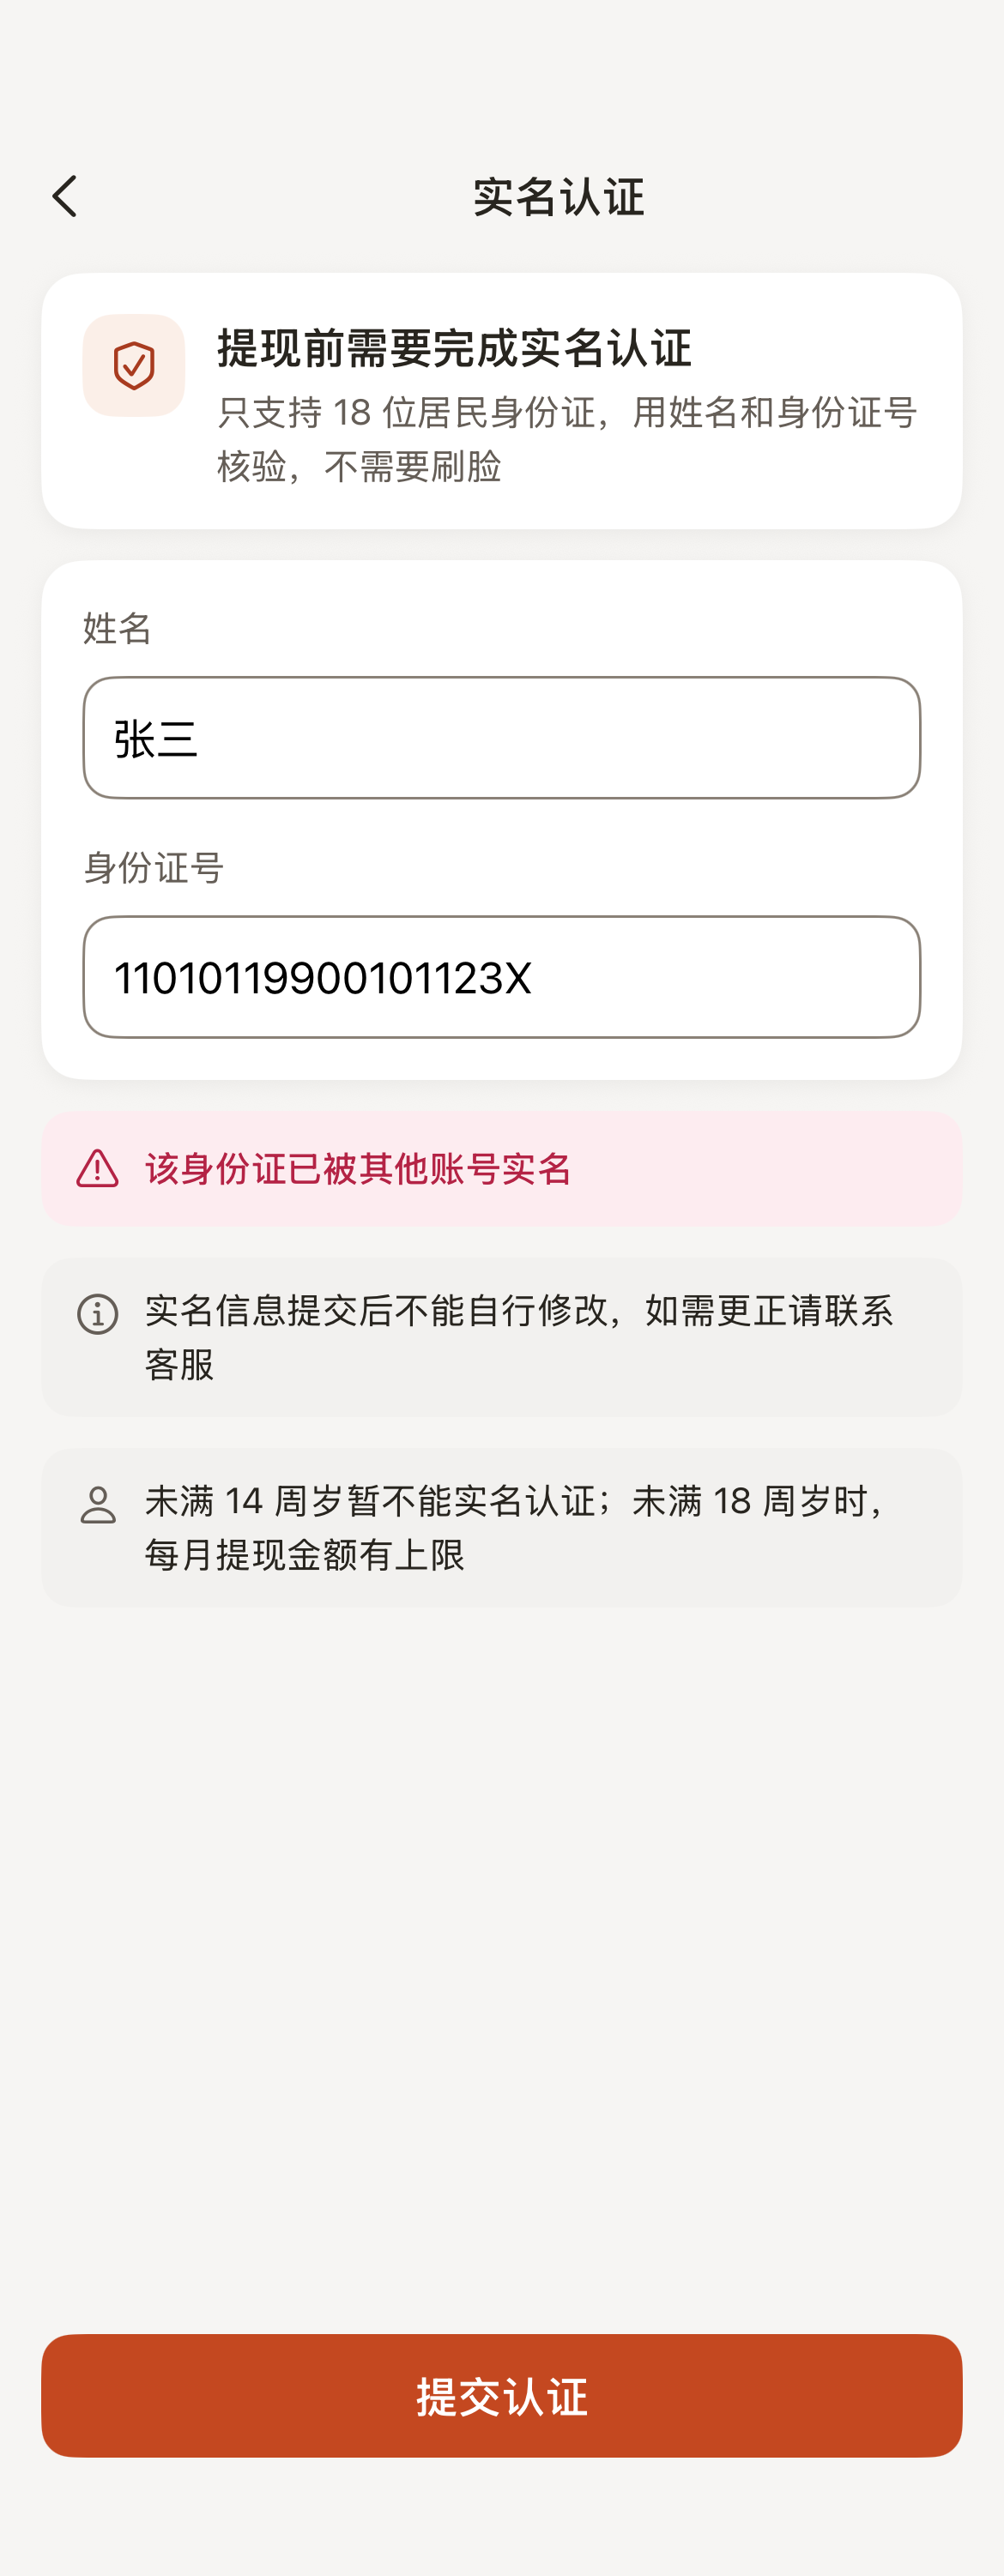 实名认证
提现前需要完成实名认证
只支持 18 位居民身份证，用姓名和身份证号
核验，不需要刷脸
姓名
张三
身份证号
11010119900101123X
该身份证已被其他账号实名
实名信息提交后不能自行修改，如需更正请联系
客服
未满 14 周岁暂不能实名认证；未满 18 周岁时，
每月提现金额有上限
提交认证